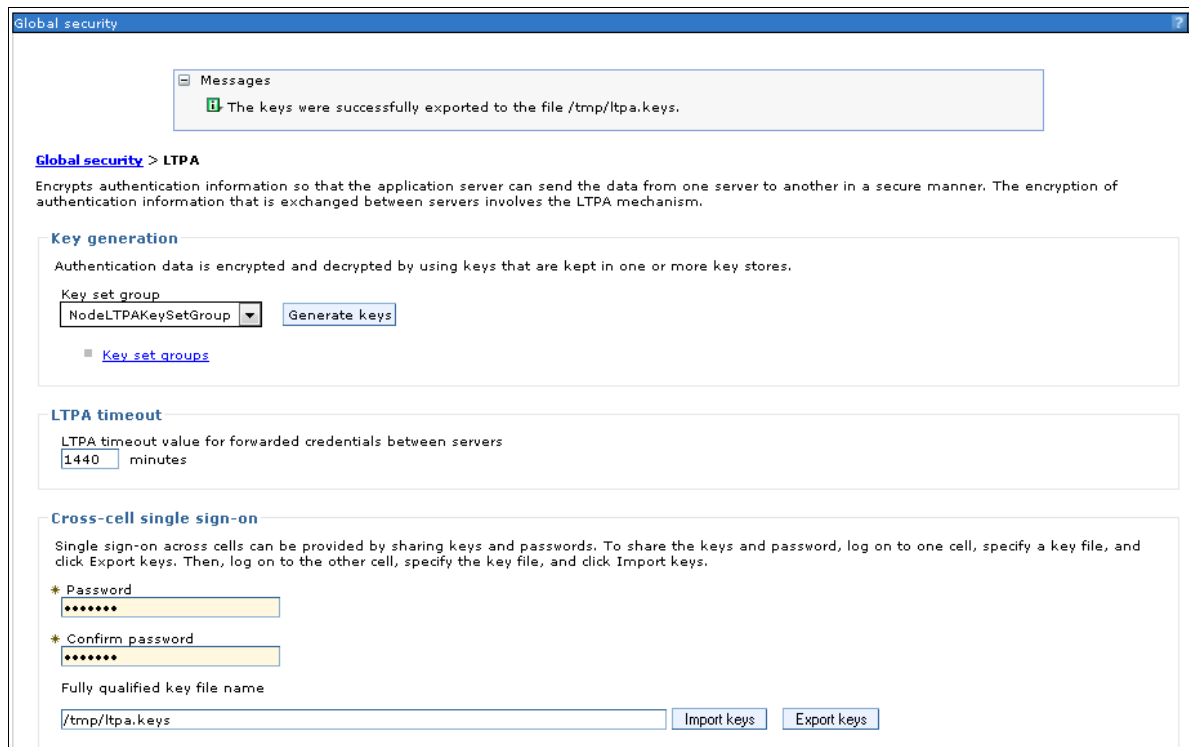 Global security
?
Messages
The keys were successfully exported to the file /tmp/ltpa.keys.
Global security > LTPA
Encrypts authentication information so that the application server can send the data from one server to another in a secure manner. The encryption of
authentication information that is exchanged between servers involves the LTPA mechanism.
Key generation
Authentication data is encrypted and decrypted by using keys that are kept in one or more key stores.
Key set group
NodeLTPAKeySetGroup
Generate keys
Key set groups
LTPA timeout
LTPA timeout value for forwarded credentials between servers
1440 minutes
Cross-cell single sign-on
Single sign-on across cells can be provided by sharing keys and passwords. To share the keys and password, log on to one cell, specify a key file, and
click Export keys. Then, log on to the other cell, specify the key file, and click Import keys.
* Password
•••••••
* Confirm password
•••••••
Fully qualified key file name
/tmp/ltpa.keys
Import keys
Export keys